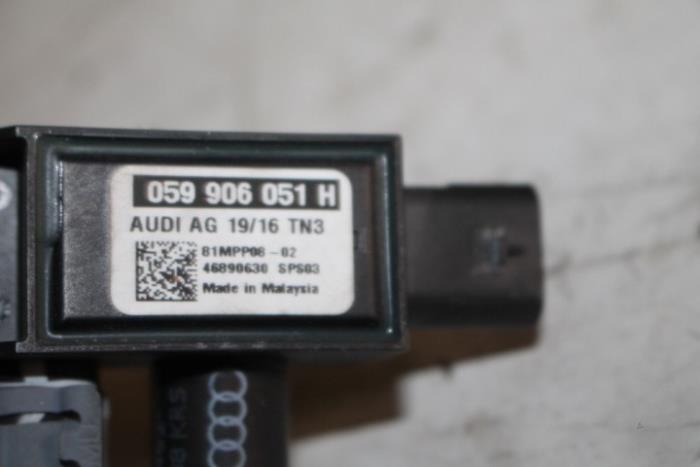 059 906 051 H
AUDI AG 19/16 TN3
81MPP08-02
46890630 SPS03
Made in Malaysia